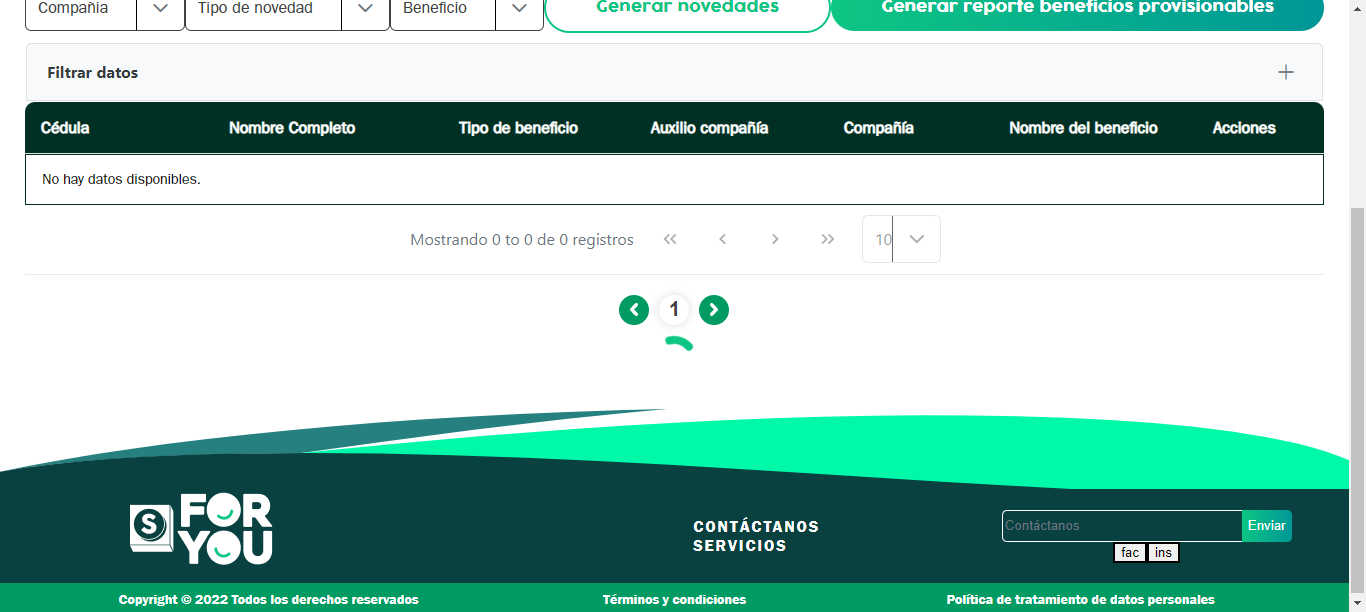 Compañia Tipo de novedad Beneficio Generar novedades Generar reporte beneficios provisionables
Filtrar datos
Cédula Nombre Completo Tipo de beneficio Auxilio compañía Compañía Nombre del beneficio Acciones
No hay datos disponibles.
Mostrando 0 to 0 de 0 registros 10
1
S FOR YOU
CONTÁCTANOS
SERVICIOS
Contáctanos Enviar
fac ins
Copyright © 2022 Todos los derechos reservados Términos y condiciones Política de tratamiento de datos personales